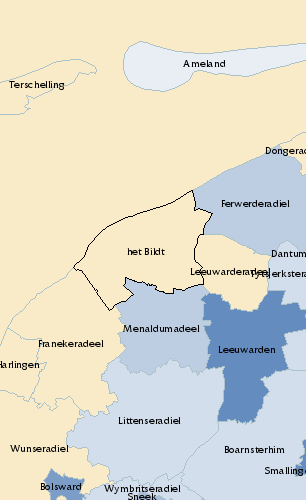 Ameland
Terschelling
Dongerad
Ferwerderadiel
het Bildt
Dantum
Leeuwarderadeel
Tytsjerkstera
Menaldumadeel
Franekeradeel
Leeuwarden
Harlingen
Littenseradiel
Wunseradiel
Boarnsterhim
Smalling
Bolsward
Wymbritseradiel
Sneek